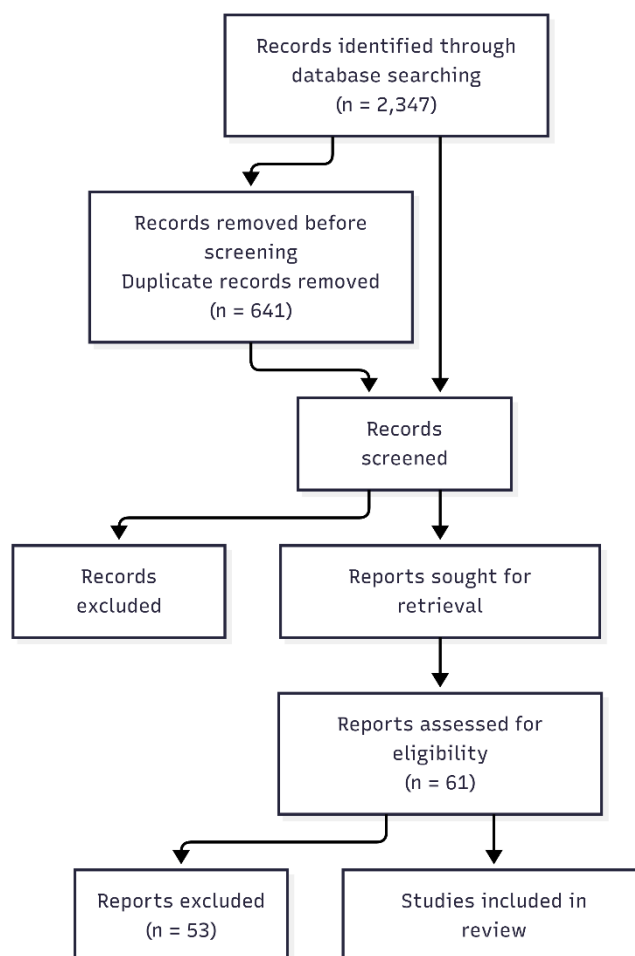 Records identified through
database searching
(n = 2,347)
Records removed before
screening
Duplicate records removed
(n = 641)
Records
screened
Records
excluded
Reports sought for
retrieval
Reports assessed for
eligibility
(n = 61)
Reports excluded
(n = 53)
Studies included in
review